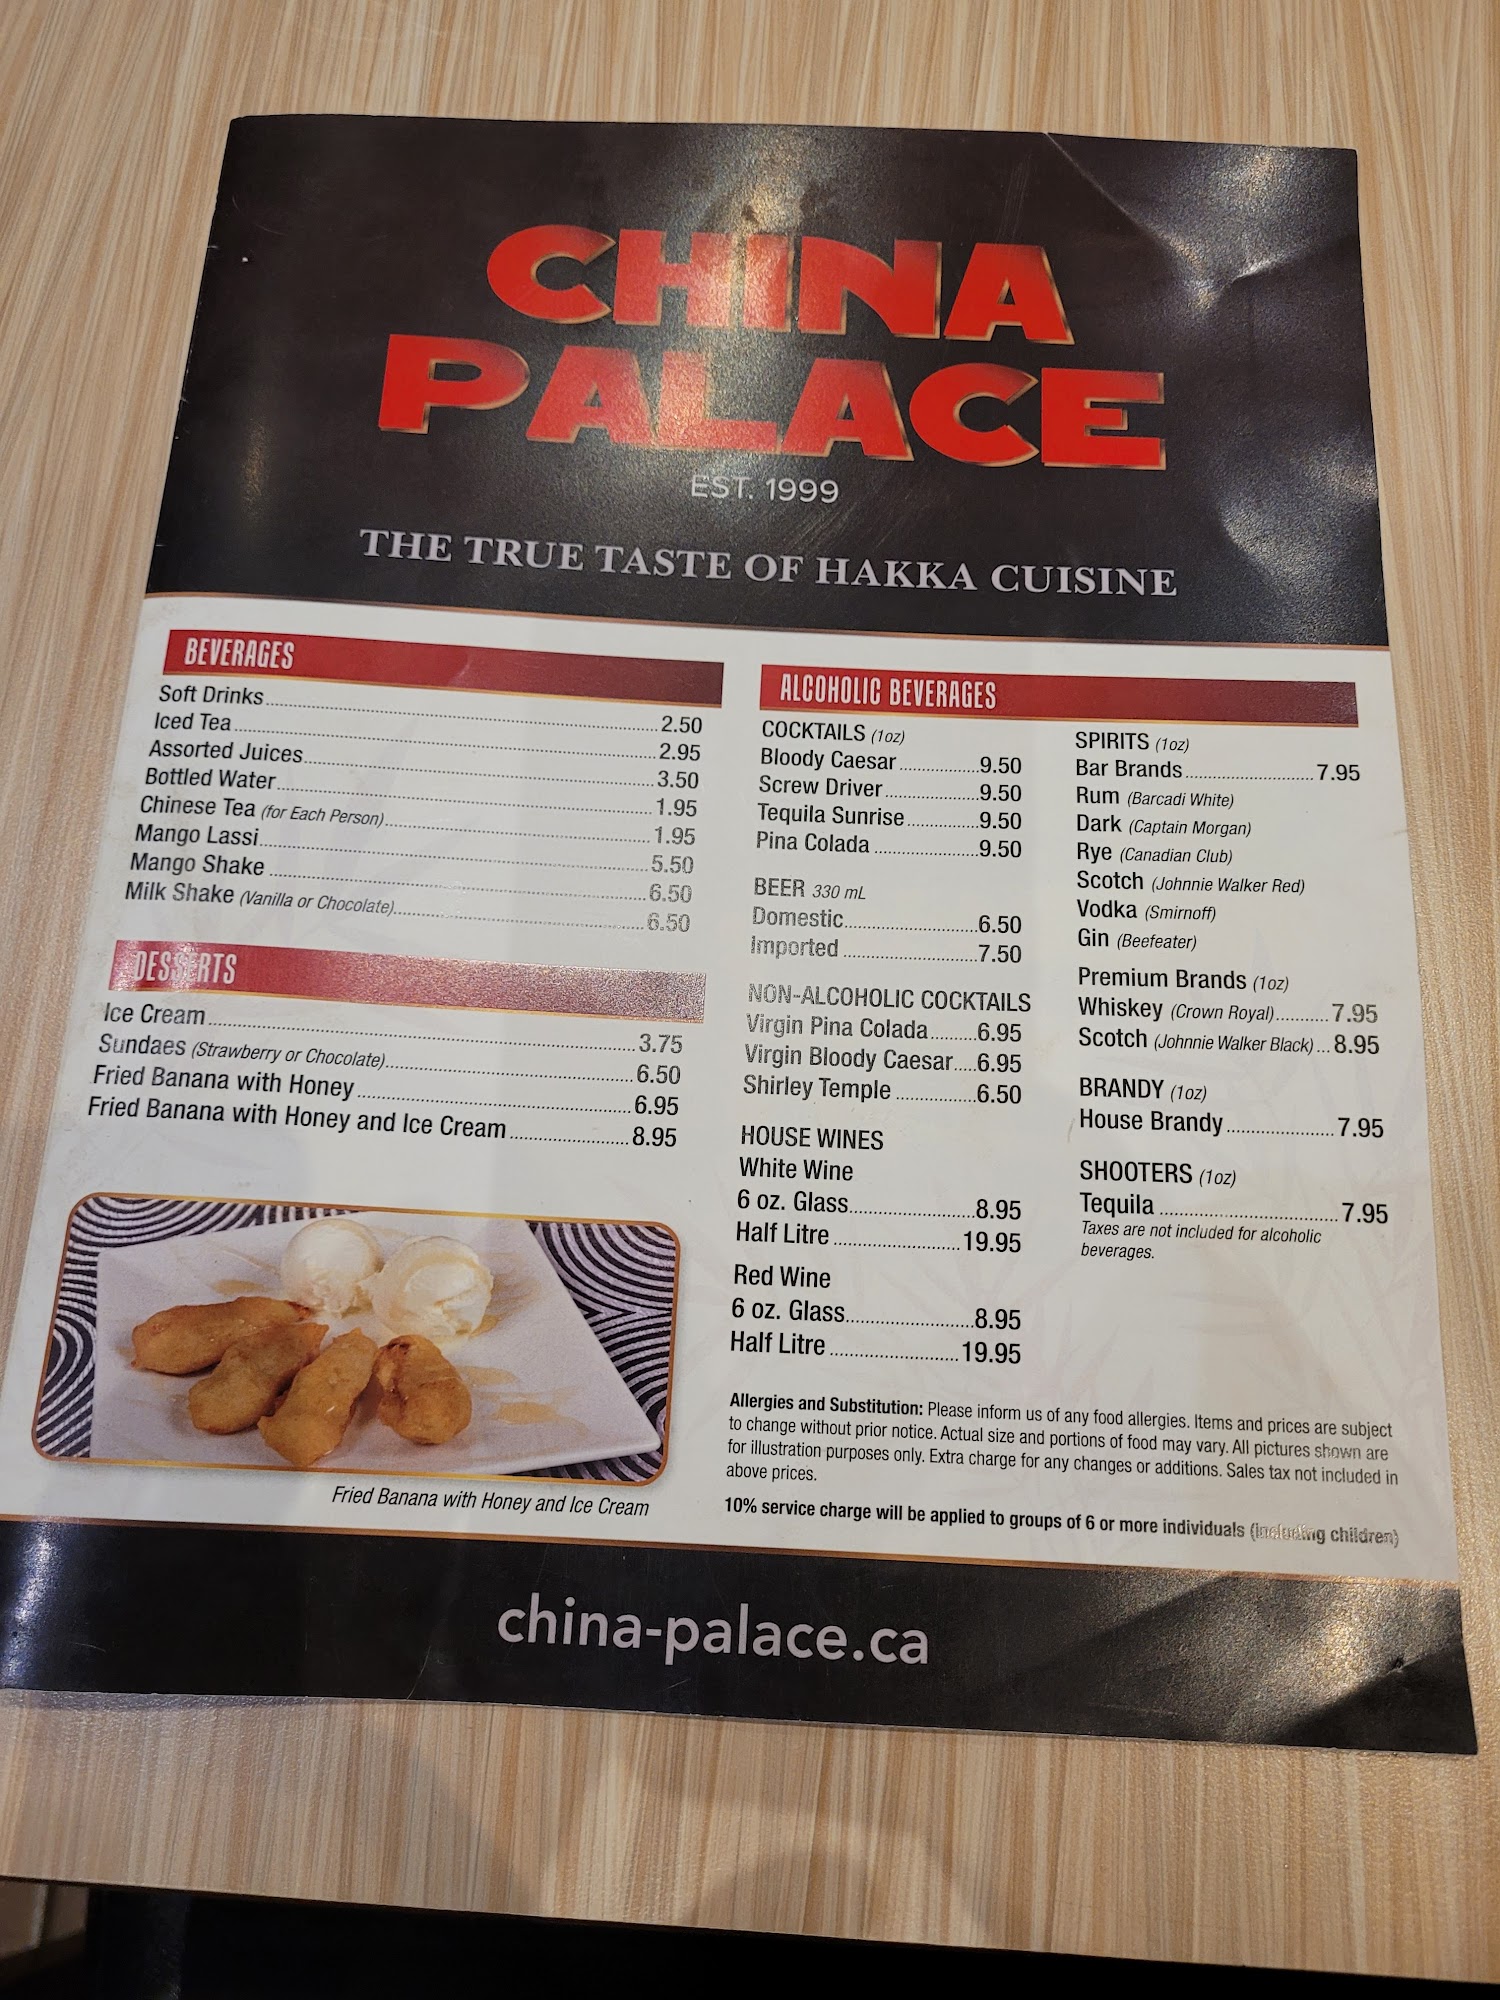 CHINA
PALACE
EST. 1999
THE TRUE TASTE OF HAKKA CUISINE
BEVERAGES
Soft Drinks 2.50
Iced Tea 2.95
Assorted Juices 3.50
Bottled Water 1.95
Chinese Tea (for Each Person) 1.95
Mango Lassi 5.50
Mango Shake 6.50
Milk Shake (Vanilla or Chocolate) 6.50
DESSERTS
Ice Cream 3.75
Sundaes (Strawberry or Chocolate) 6.50
Fried Banana with Honey 6.95
Fried Banana with Honey and Ice Cream 8.95
Fried Banana with Honey and Ice Cream
ALCOHOLIC BEVERAGES
COCKTAILS (1oz)
Bloody Caesar 9.50
Screw Driver 9.50
Tequila Sunrise 9.50
Pina Colada 9.50
BEER 330 mL
Domestic 6.50
Imported 7.50
NON-ALCOHOLIC COCKTAILS
Virgin Pina Colada 6.95
Virgin Bloody Caesar 6.95
Shirley Temple 6.50
HOUSE WINES
White Wine
6 oz. Glass 8.95
Half Litre 19.95
Red Wine
6 oz. Glass 8.95
Half Litre 19.95
SPIRITS (1oz)
Bar Brands 7.95
Rum (Barcadi White)
Dark (Captain Morgan)
Rye (Canadian Club)
Scotch (Johnnie Walker Red)
Vodka (Smirnoff)
Gin (Beefeater)
Premium Brands (1oz)
Whiskey (Crown Royal) 7.95
Scotch (Johnnie Walker Black) 8.95
BRANDY (1oz)
House Brandy 7.95
SHOOTERS (1oz)
Tequila 7.95
Taxes are not included for alcoholic
beverages.
Allergies and Substitution: Please inform us of any food allergies. Items and prices are subject
to change without prior notice. Actual size and portions of food may vary. All pictures shown are
for illustration purposes only. Extra charge for any changes or additions. Sales tax not included in
above prices.
10% service charge will be applied to groups of 6 or more individuals (including children)
china-palace.ca